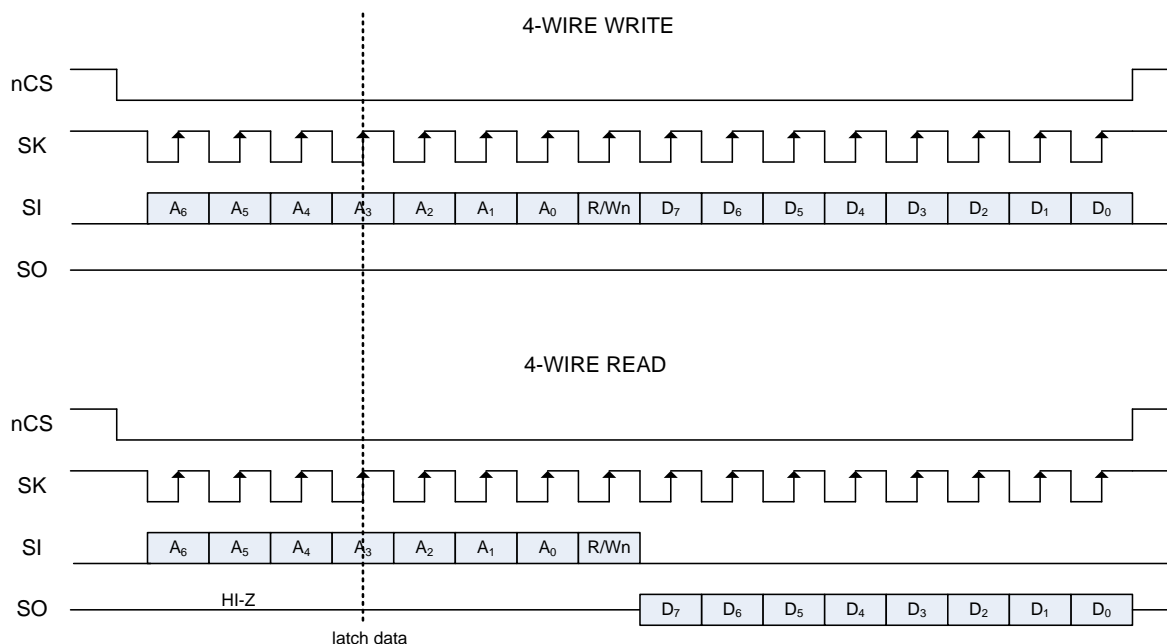 4-WIRE WRITE
nCS
SK
SI A₆ A₅ A₄ A₃ A₂ A₁ A₀ R/Wn D₇ D₆ D₅ D₄ D₃ D₂ D₁ D₀
SO
4-WIRE READ
nCS
SK
SI A₆ A₅ A₄ A₃ A₂ A₁ A₀ R/Wn
SO HI-Z D₇ D₆ D₅ D₄ D₃ D₂ D₁ D₀
latch data